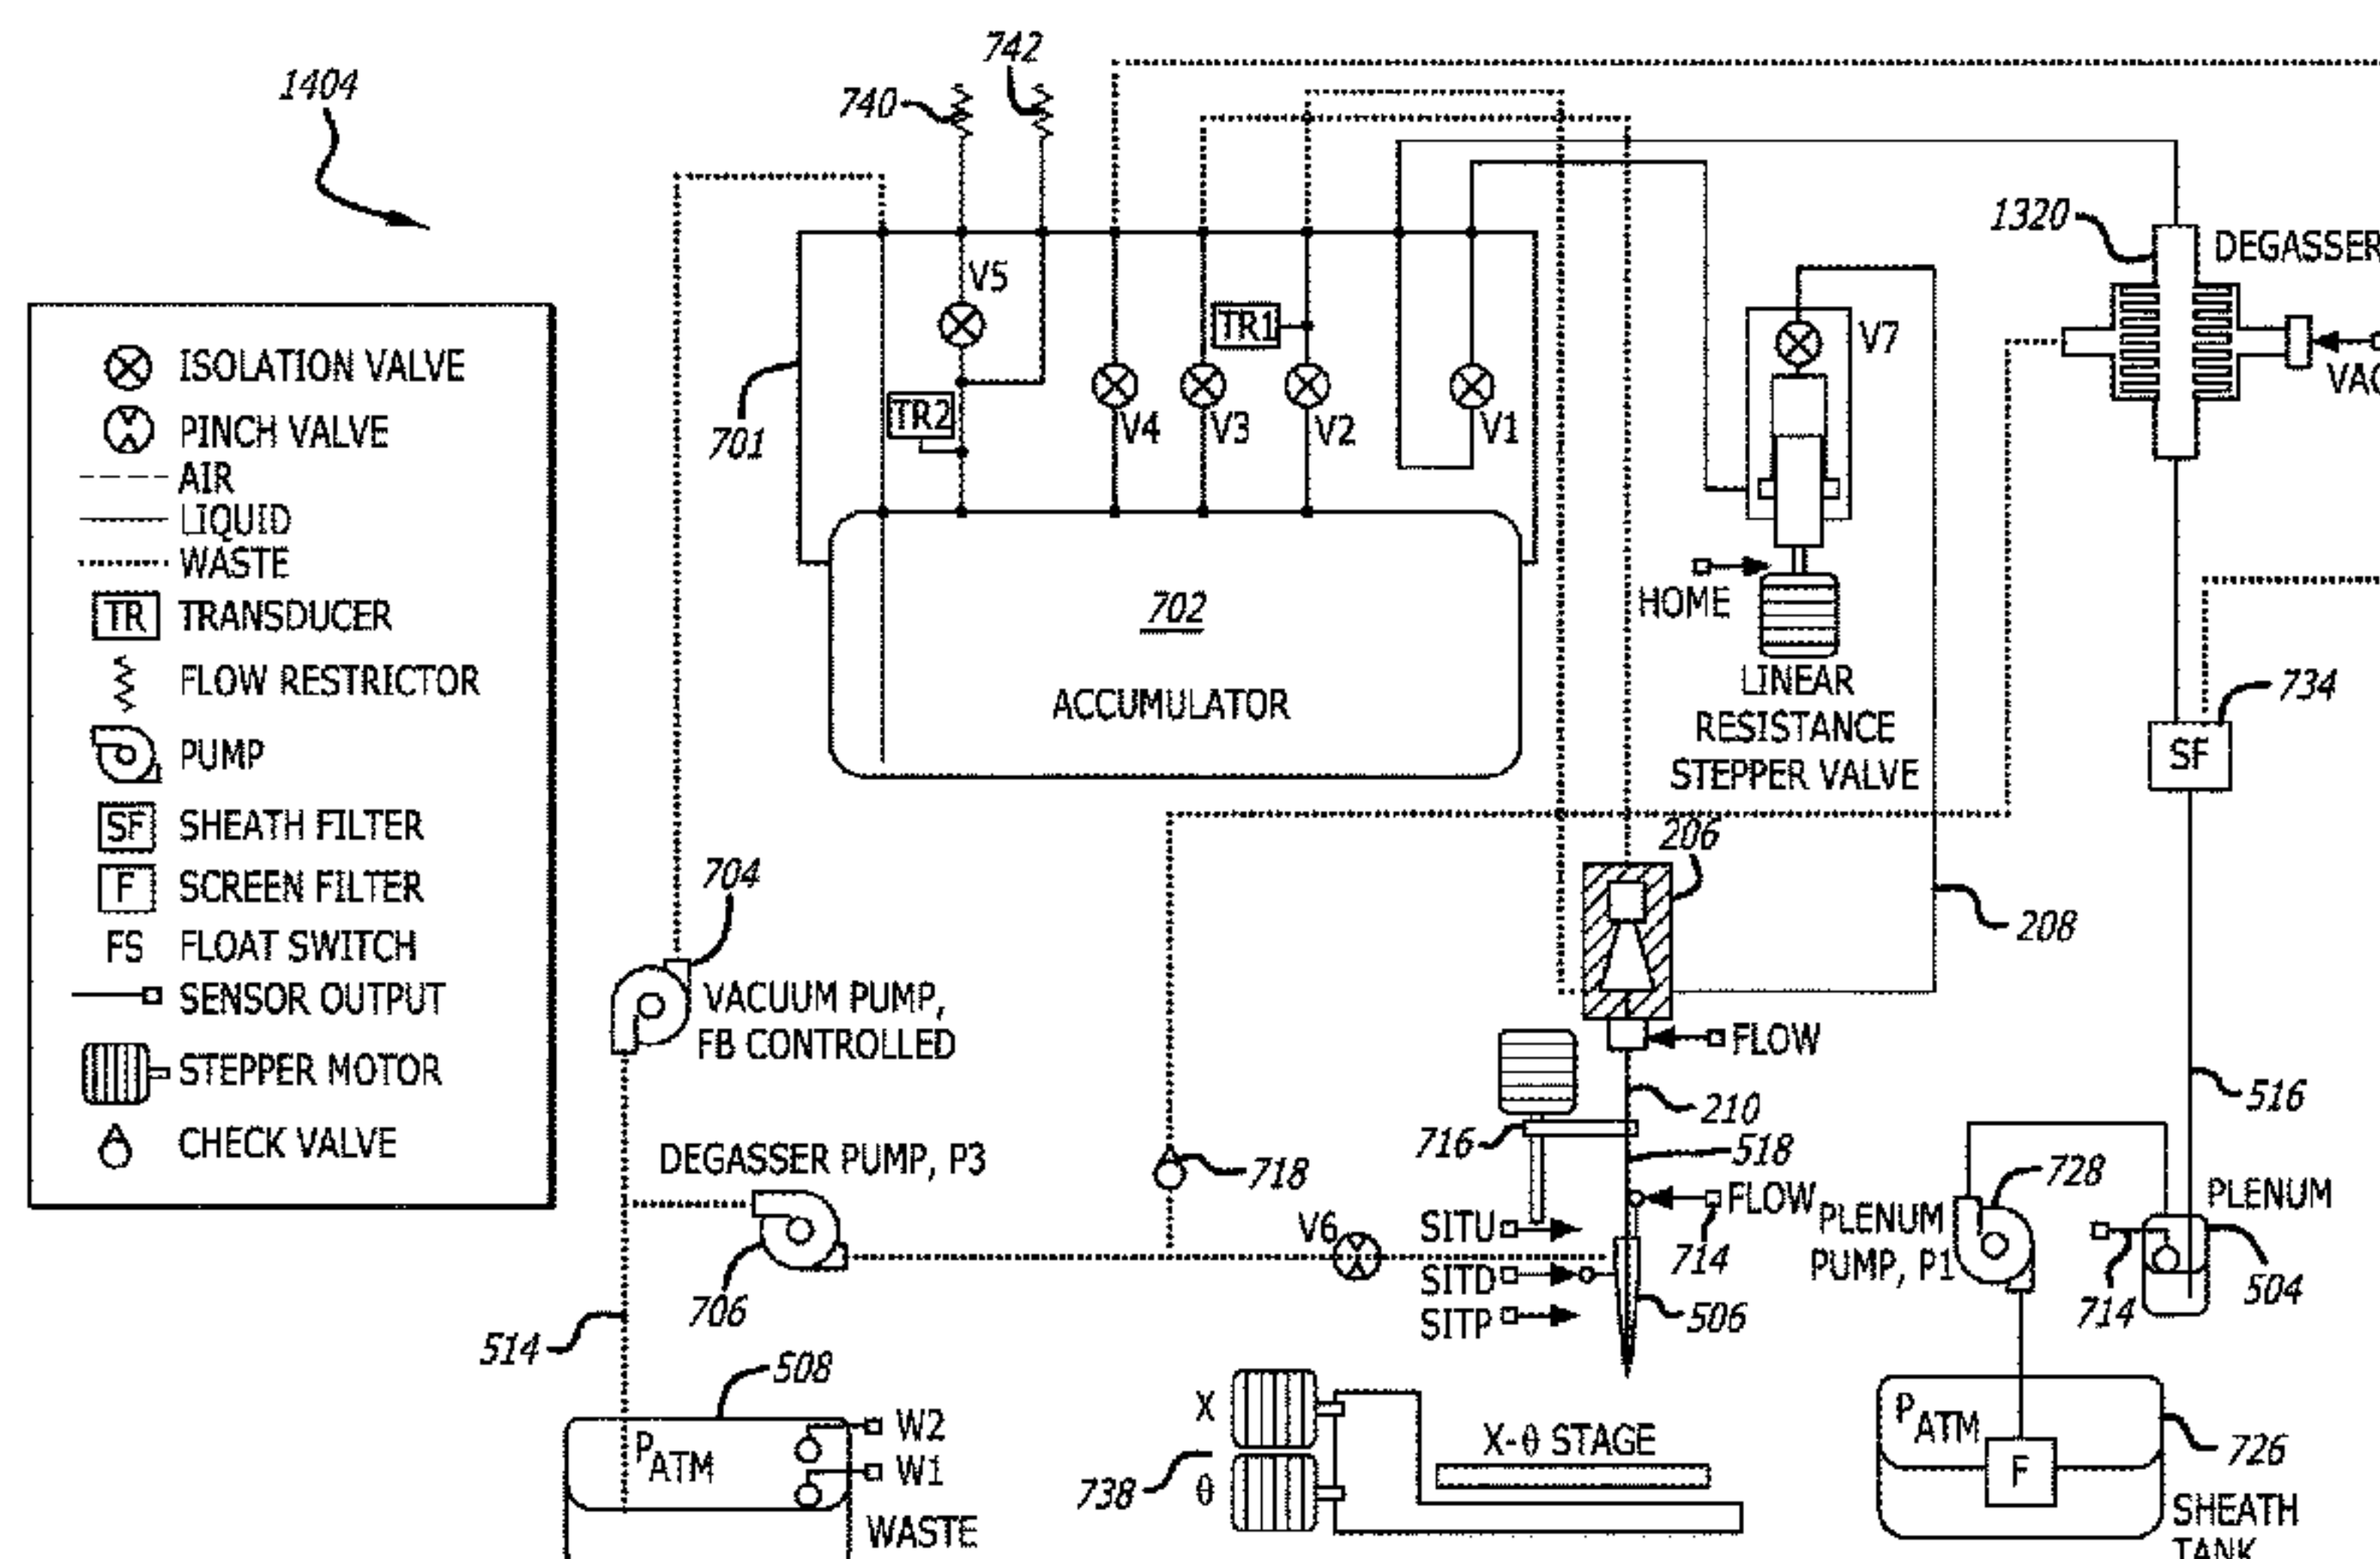 1404
740
742
701
V5
TR2
V4
V3
TR1
V2
V1
V7
1320
DEGASSER
ISOLATION VALVE
PINCH VALVE
AIR
LIQUID
WASTE
TR TRANSDUCER
FLOW RESTRICTOR
PUMP
SF SHEATH FILTER
F SCREEN FILTER
FS FLOAT SWITCH
SENSOR OUTPUT
STEPPER MOTOR
CHECK VALVE
702
ACCUMULATOR
HOME
LINEAR
RESISTANCE
STEPPER VALVE
734
SF
206
208
704
VACUUM PUMP,
FB CONTROLLED
FLOW
210
516
716
518
DEGASSER PUMP, P3
718
706
V6
SITU
SITD
SITP
FLOW
714
506
PLENUM
PUMP, P1
728
PLENUM
714
504
514
508
PATM
W2
W1
WASTE
X
θ
738
X-θ STAGE
PATM
F
726
SHEATH
TANK